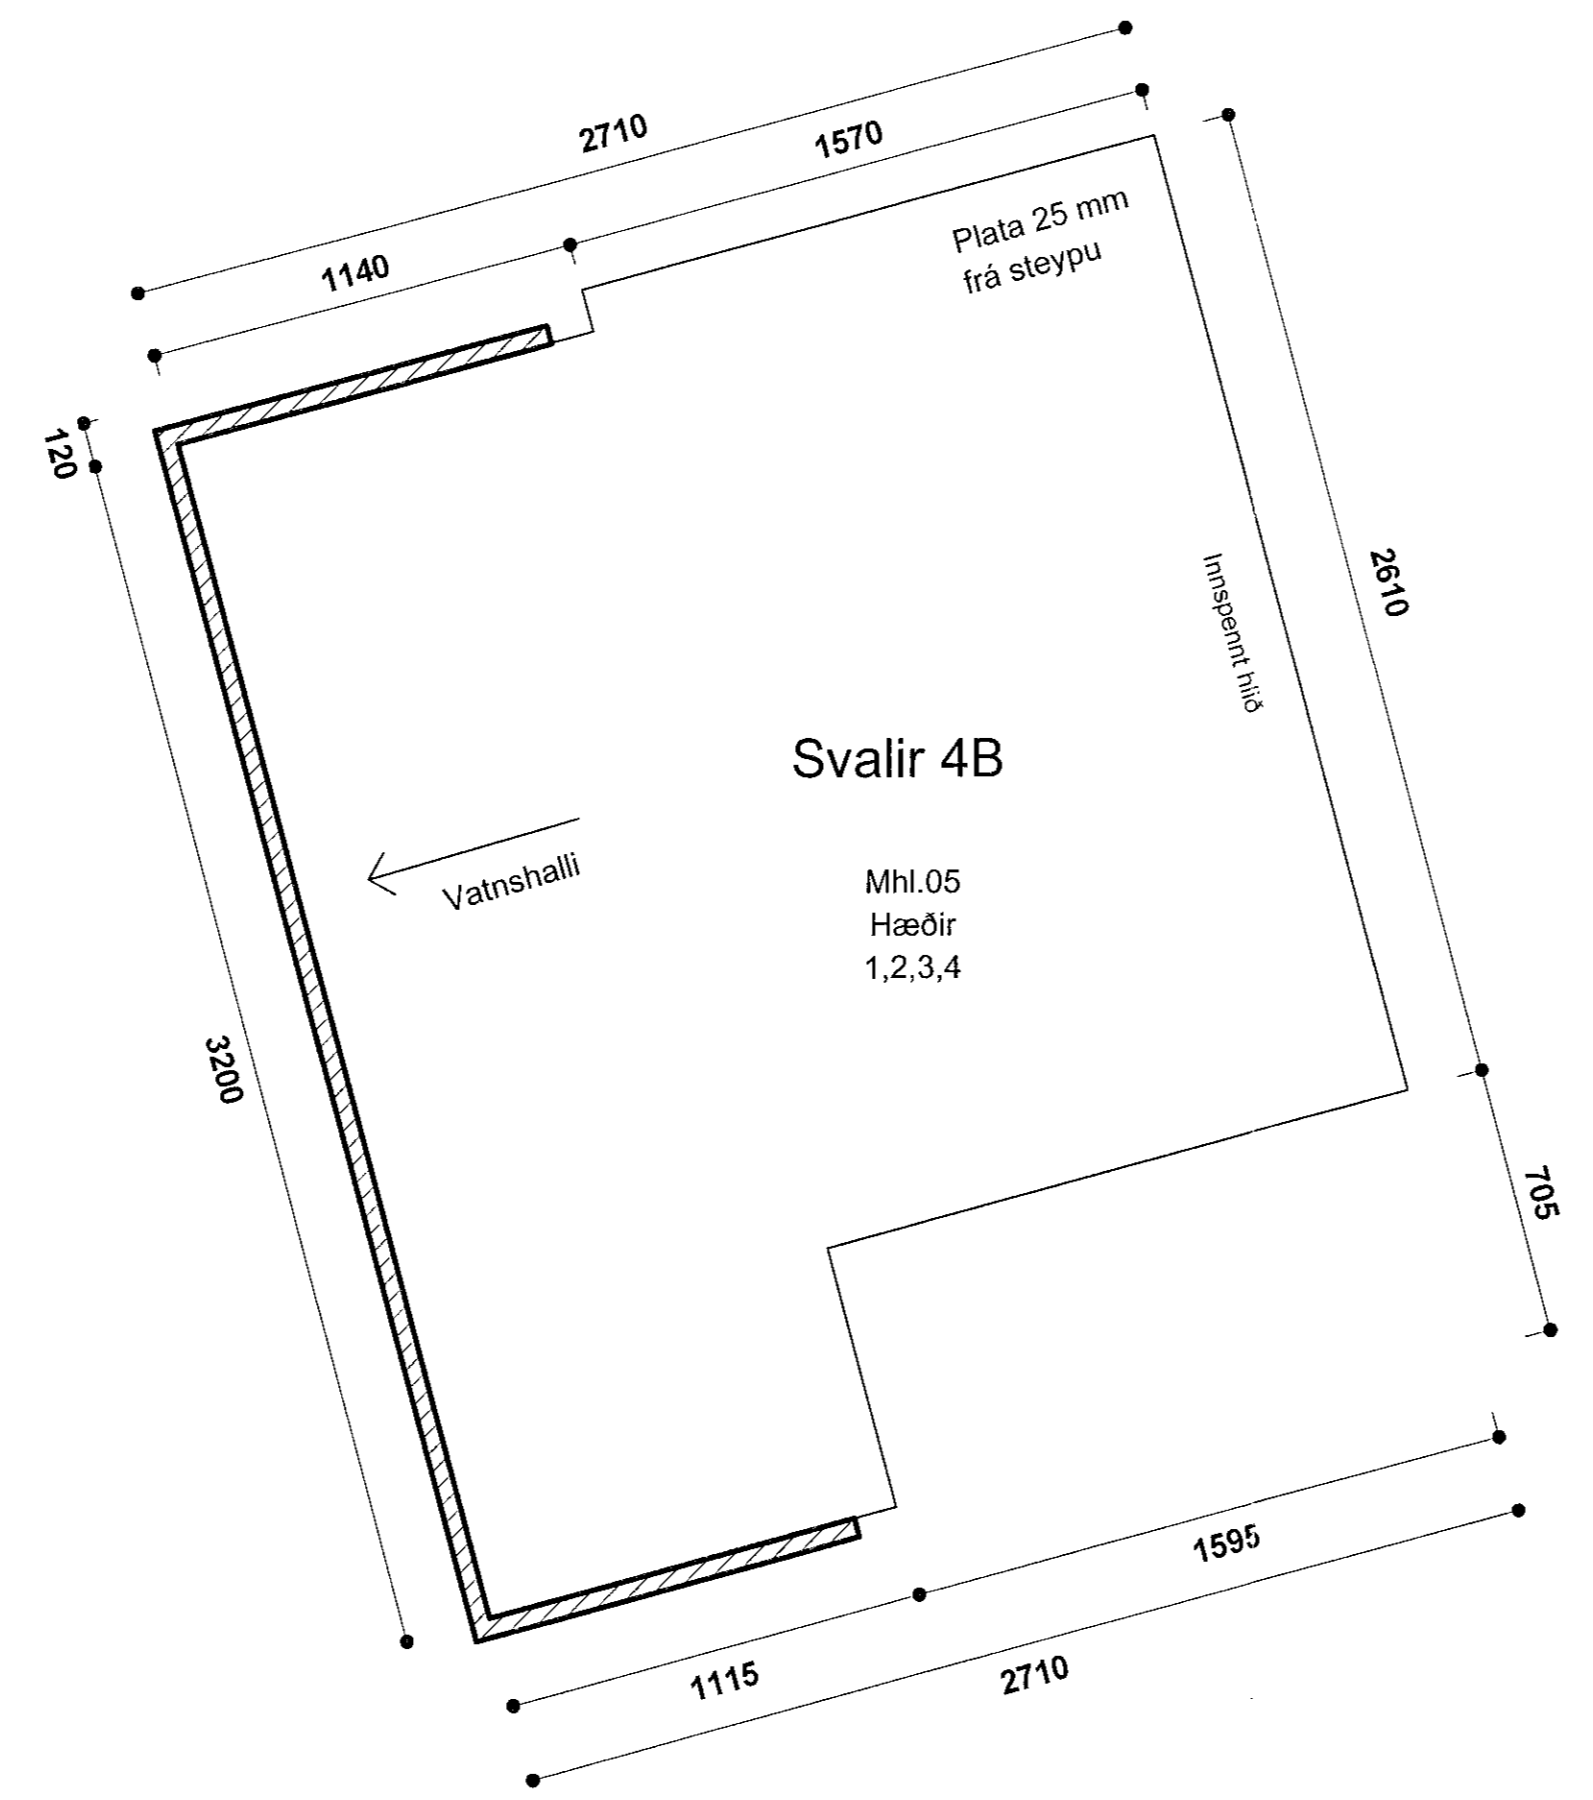 2710
1570
1140
Plata 25 mm
frá steypu
120
2610
Innspennt hlið
Svalir 4B
Vatnshalli
Mhl.05
Hæðir
1,2,3,4
3200
705
1595
1115
2710